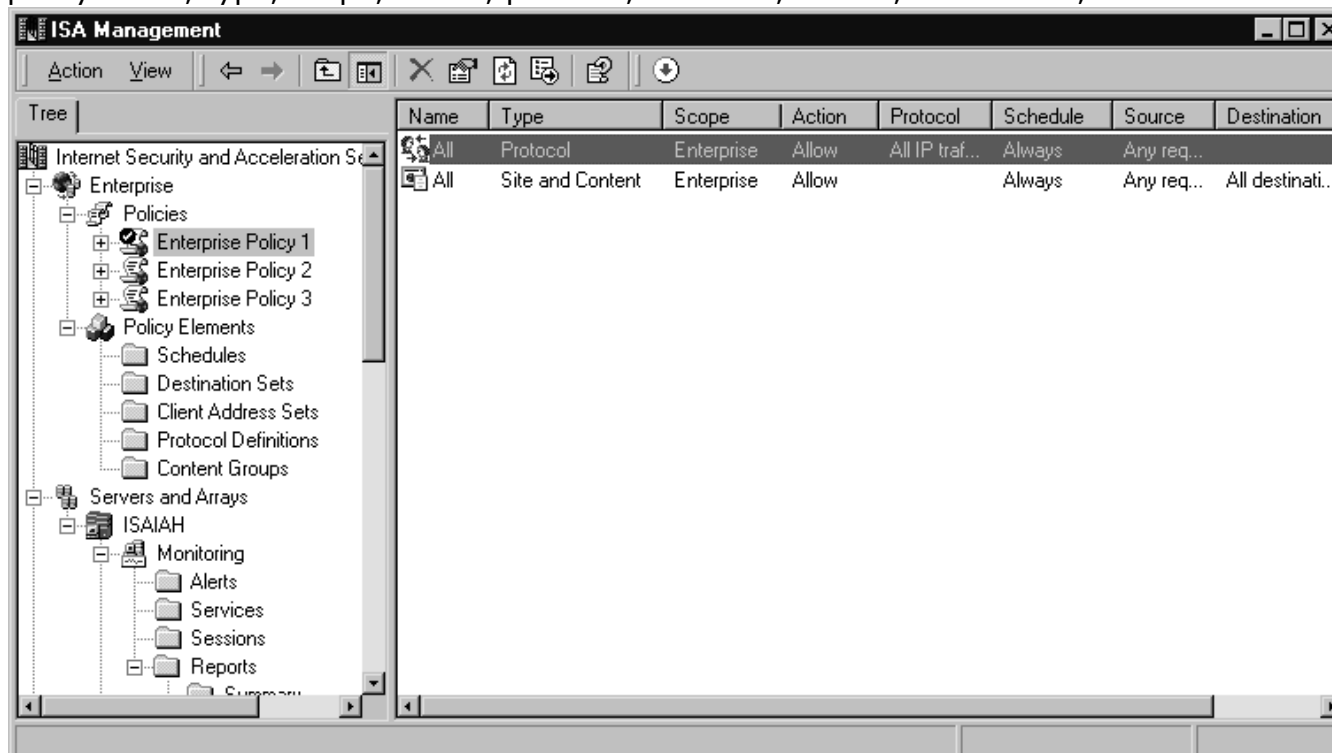 ISA Management
Action View
Tree
Name Type Scope Action Protocol Schedule Source Destination
All Protocol Enterprise Allow All IP traf... Always Any req...
All Site and Content Enterprise Allow Always Any req... All destinati..
Internet Security and Acceleration Se
Enterprise
Policies
Enterprise Policy 1
Enterprise Policy 2
Enterprise Policy 3
Policy Elements
Schedules
Destination Sets
Client Address Sets
Protocol Definitions
Content Groups
Servers and Arrays
ISAIAH
Monitoring
Alerts
Services
Sessions
Reports
Summary